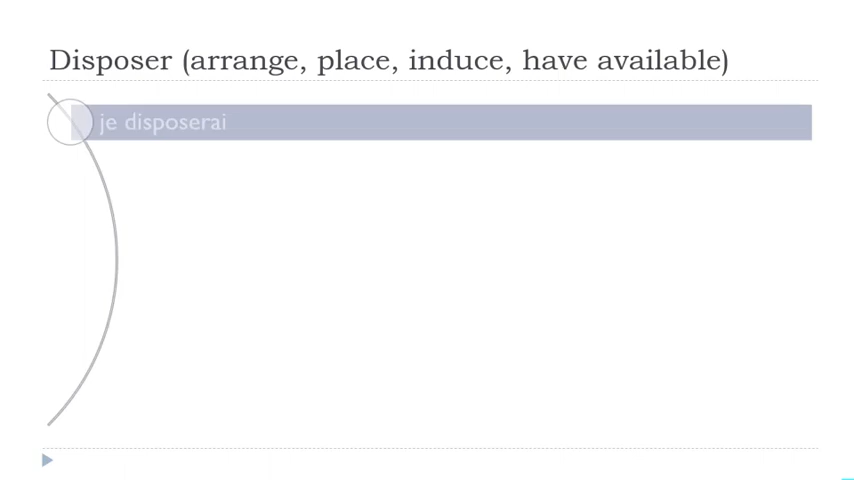 Disposer (arrange, place, induce, have available)
je disposerai